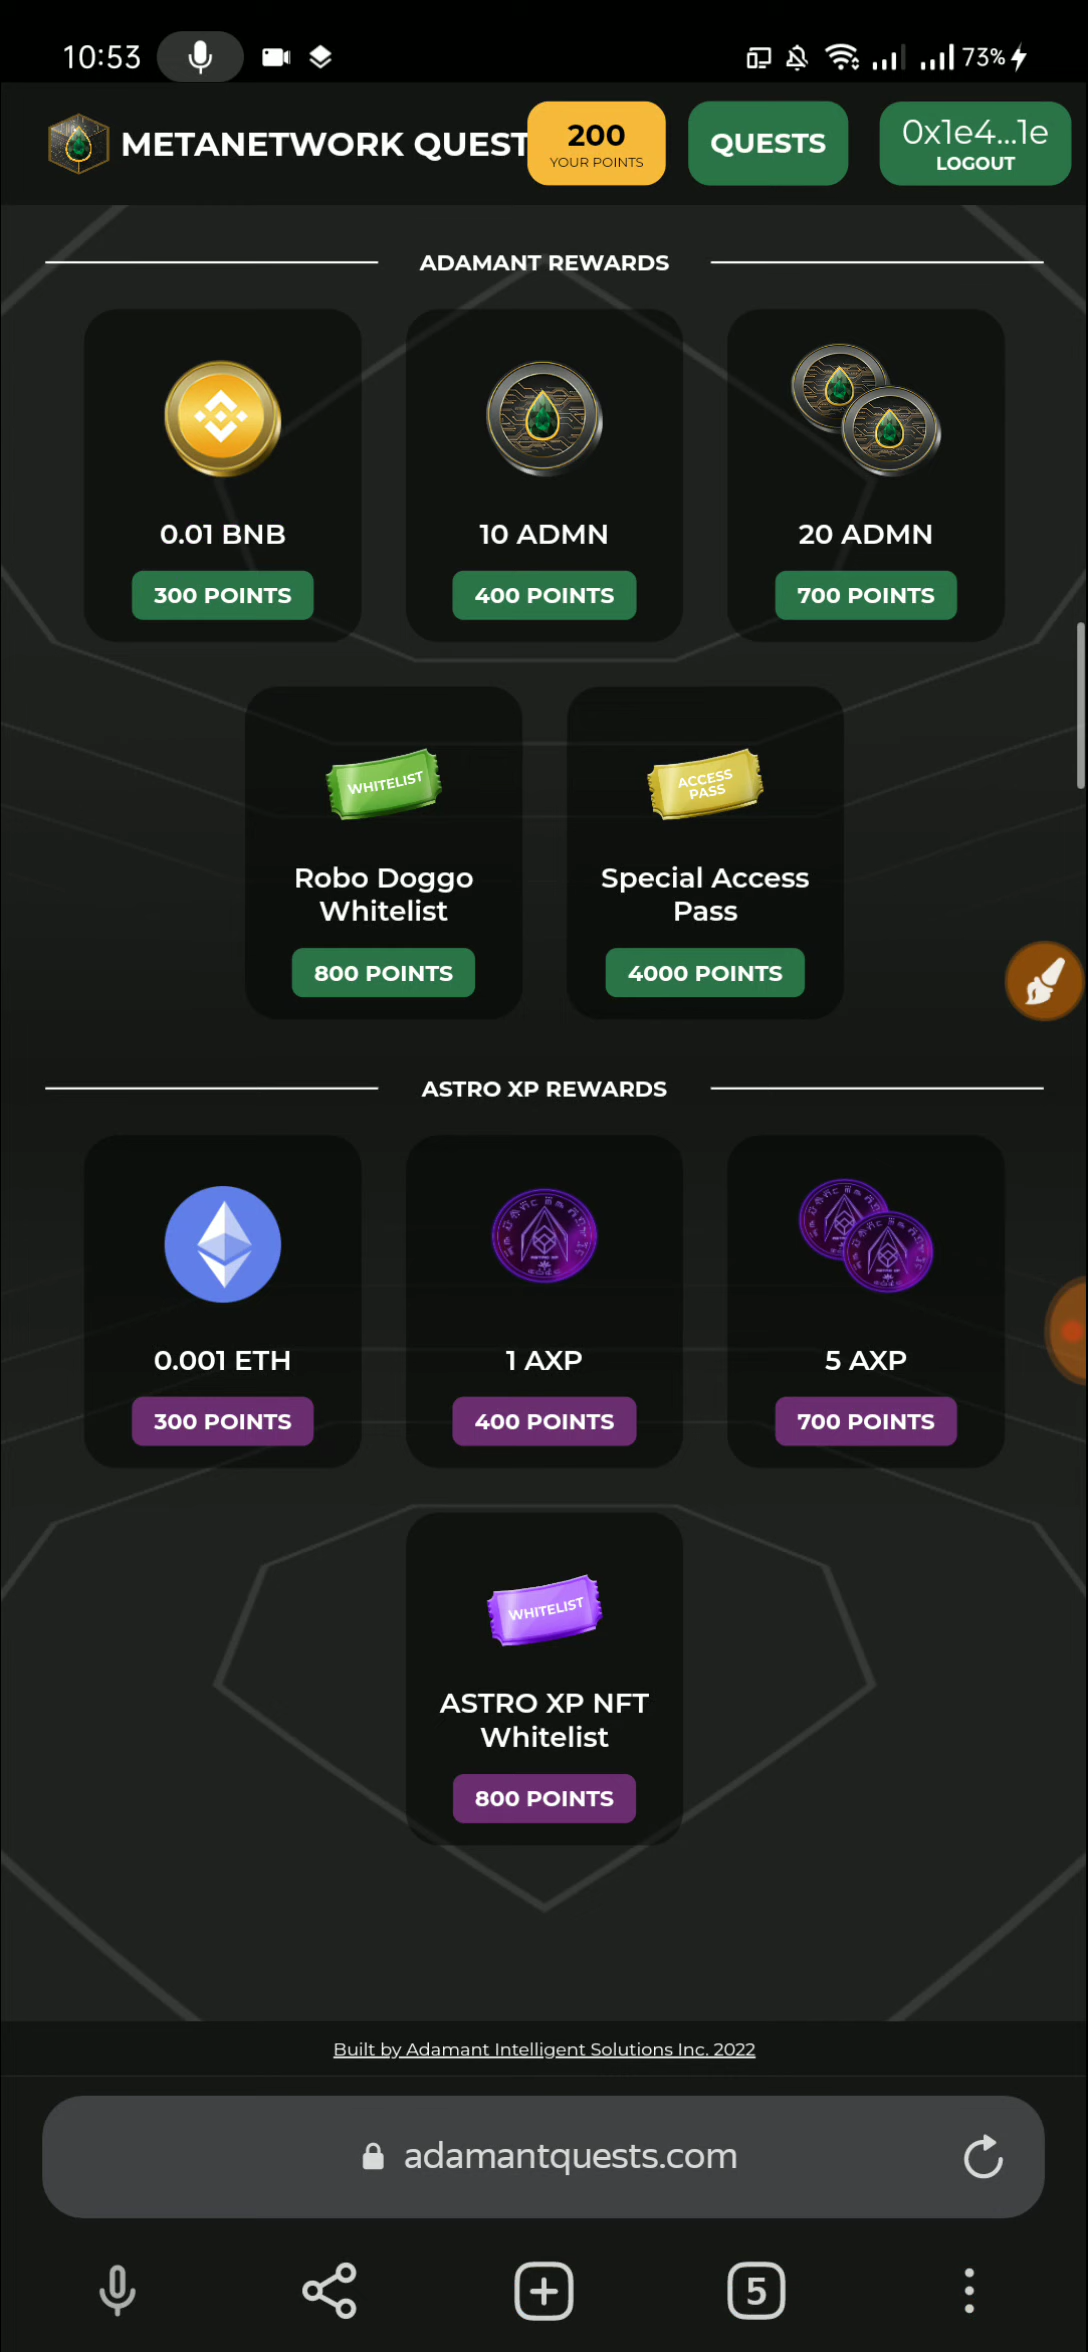 10:53
73%
METANETWORK QUEST
200
YOUR POINTS
QUESTS
0x1e4...1e
LOGOUT
ADAMANT REWARDS
0.01 BNB
10 ADMN
20 ADMN
300 POINTS
400 POINTS
700 POINTS
WHITELIST
ACCESS
PASS
Robo Doggo
Whitelist
Special Access
Pass
800 POINTS
4000 POINTS
ASTRO XP REWARDS
0.001 ETH
1 AXP
5 AXP
300 POINTS
400 POINTS
700 POINTS
WHITELIST
ASTRO XP NFT
Whitelist
800 POINTS
Built by Adamant Intelligent Solutions Inc. 2022
adamantquests.com
5